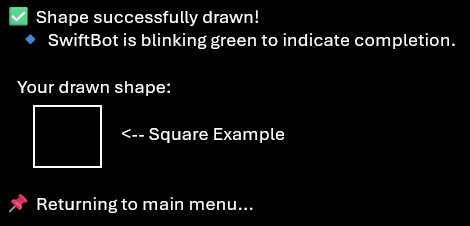 ✅ Shape successfully drawn!
🔹 SwiftBot is blinking green to indicate completion.
Your drawn shape:
<-- Square Example
📌 Returning to main menu...